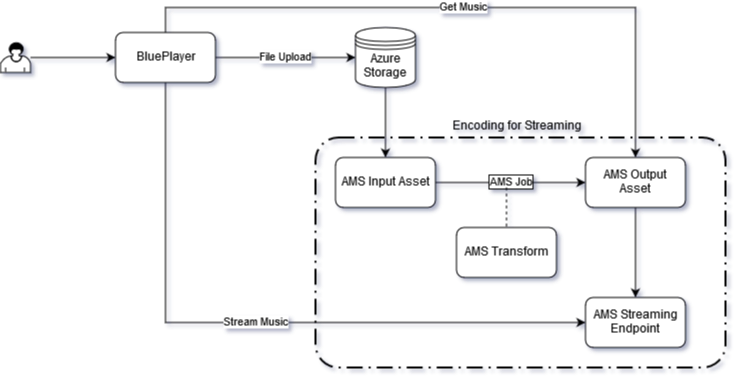 Get Music
BluePlayer
File Upload
Azure
Storage
Encoding for Streaming
AMS Input Asset
AMS Job
AMS Output
Asset
AMS Transform
AMS Streaming
Endpoint
Stream Music